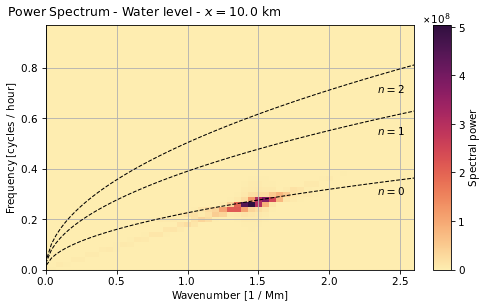 Power Spectrum - Water level - x = 10.0 km
×10⁸
5
4
3
2
1
0
Spectral power
0.8
0.6
0.4
0.2
0.0
Frequency [cycles / hour]
n = 2
n = 1
n = 0
0.0 0.5 1.0 1.5 2.0 2.5
Wavenumber [1 / Mm]